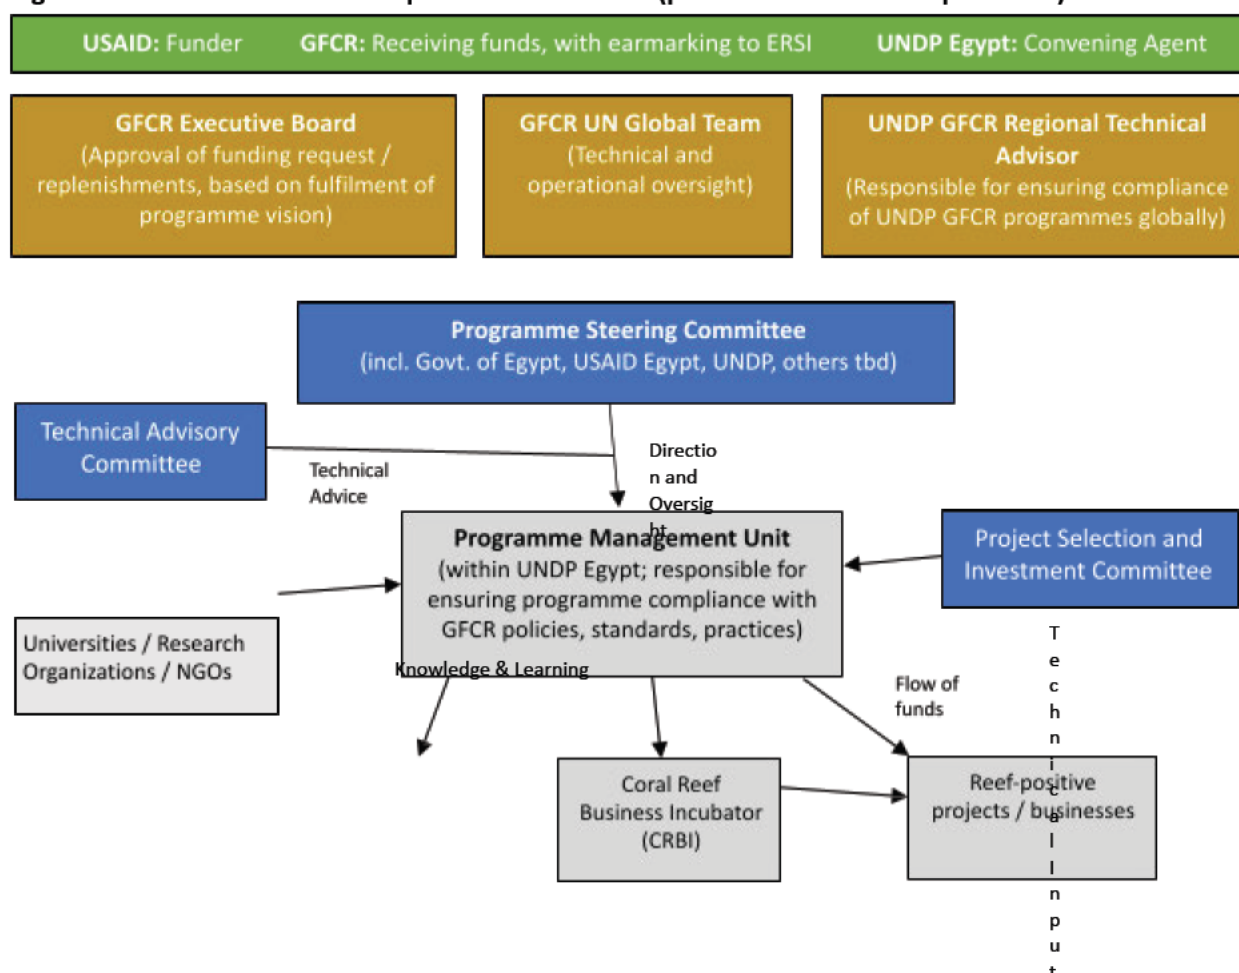 USAID: Funder GFCR: Receiving funds, with earmarking to ERSI UNDP Egypt: Convening Agent
GFCR Executive Board
(Approval of funding request /
replenishments, based on fulfilment of
programme vision)
GFCR UN Global Team
(Technical and
operational oversight)
UNDP GFCR Regional Technical
Advisor
(Responsible for ensuring compliance
of UNDP GFCR programmes globally)
Programme Steering Committee
(incl. Govt. of Egypt, USAID Egypt, UNDP, others tbd)
Technical Advisory
Committee
Technical
Advice
Directio
n and
Oversig
ht
Programme Management Unit
(within UNDP Egypt; responsible for
ensuring programme compliance with
GFCR policies, standards, practices)
Project Selection and
Investment Committee
Universities / Research
Organizations / NGOs
Knowledge & Learning
Flow of
funds
T
e
c
h
n
i
c
a
l
I
n
p
u
t
Coral Reef
Business Incubator
(CRBI)
Reef-positive
projects / businesses